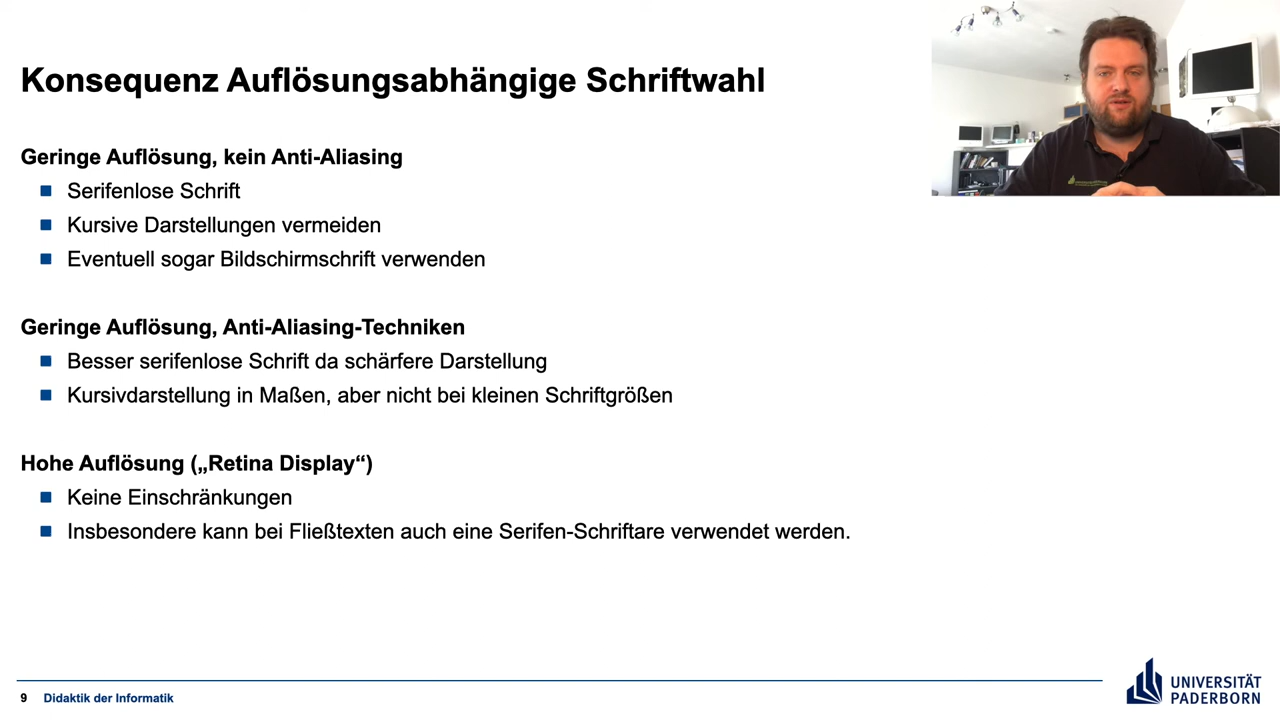 Konsequenz Auflösungsabhängige Schriftwahl
Geringe Auflösung, kein Anti-Aliasing
Serifenlose Schrift
Kursive Darstellungen vermeiden
Eventuell sogar Bildschirmschrift verwenden
Geringe Auflösung, Anti-Aliasing-Techniken
Besser serifenlose Schrift da schärfere Darstellung
Kursivdarstellung in Maßen, aber nicht bei kleinen Schriftgrößen
Hohe Auflösung („Retina Display“)
Keine Einschränkungen
Insbesondere kann bei Fließtexten auch eine Serifen-Schriftare verwendet werden.
9 Didaktik der Informatik
UNIVERSITÄT
PADERBORN